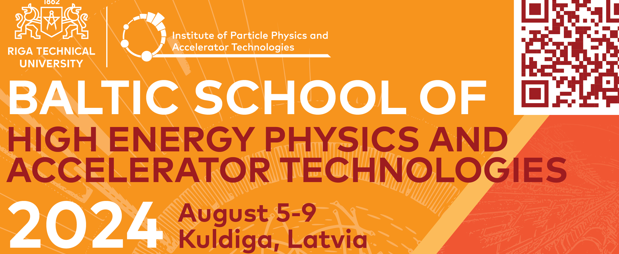 1862
RIGA TECHNICAL
UNIVERSITY
Institute of Particle Physics and
Accelerator Technologies
BALTIC SCHOOL OF
HIGH ENERGY PHYSICS AND
ACCELERATOR TECHNOLOGIES
2024
August 5-9
Kuldiga, Latvia